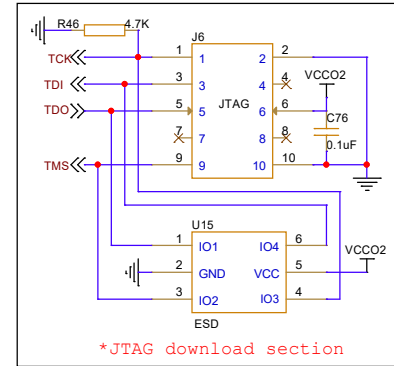 R46 4.7K
J6
TCK 1 1 2 2
TDI 3 3 4 4 VCCO2
TDO 5 5 JTAG 6 6
C76
7 7 8 8 0.1uF
TMS 9 9 10 10
U15
1 IO1 IO4 6
2 GND VCC 5 VCCO2
3 IO2 IO3 4
ESD
*JTAG download section